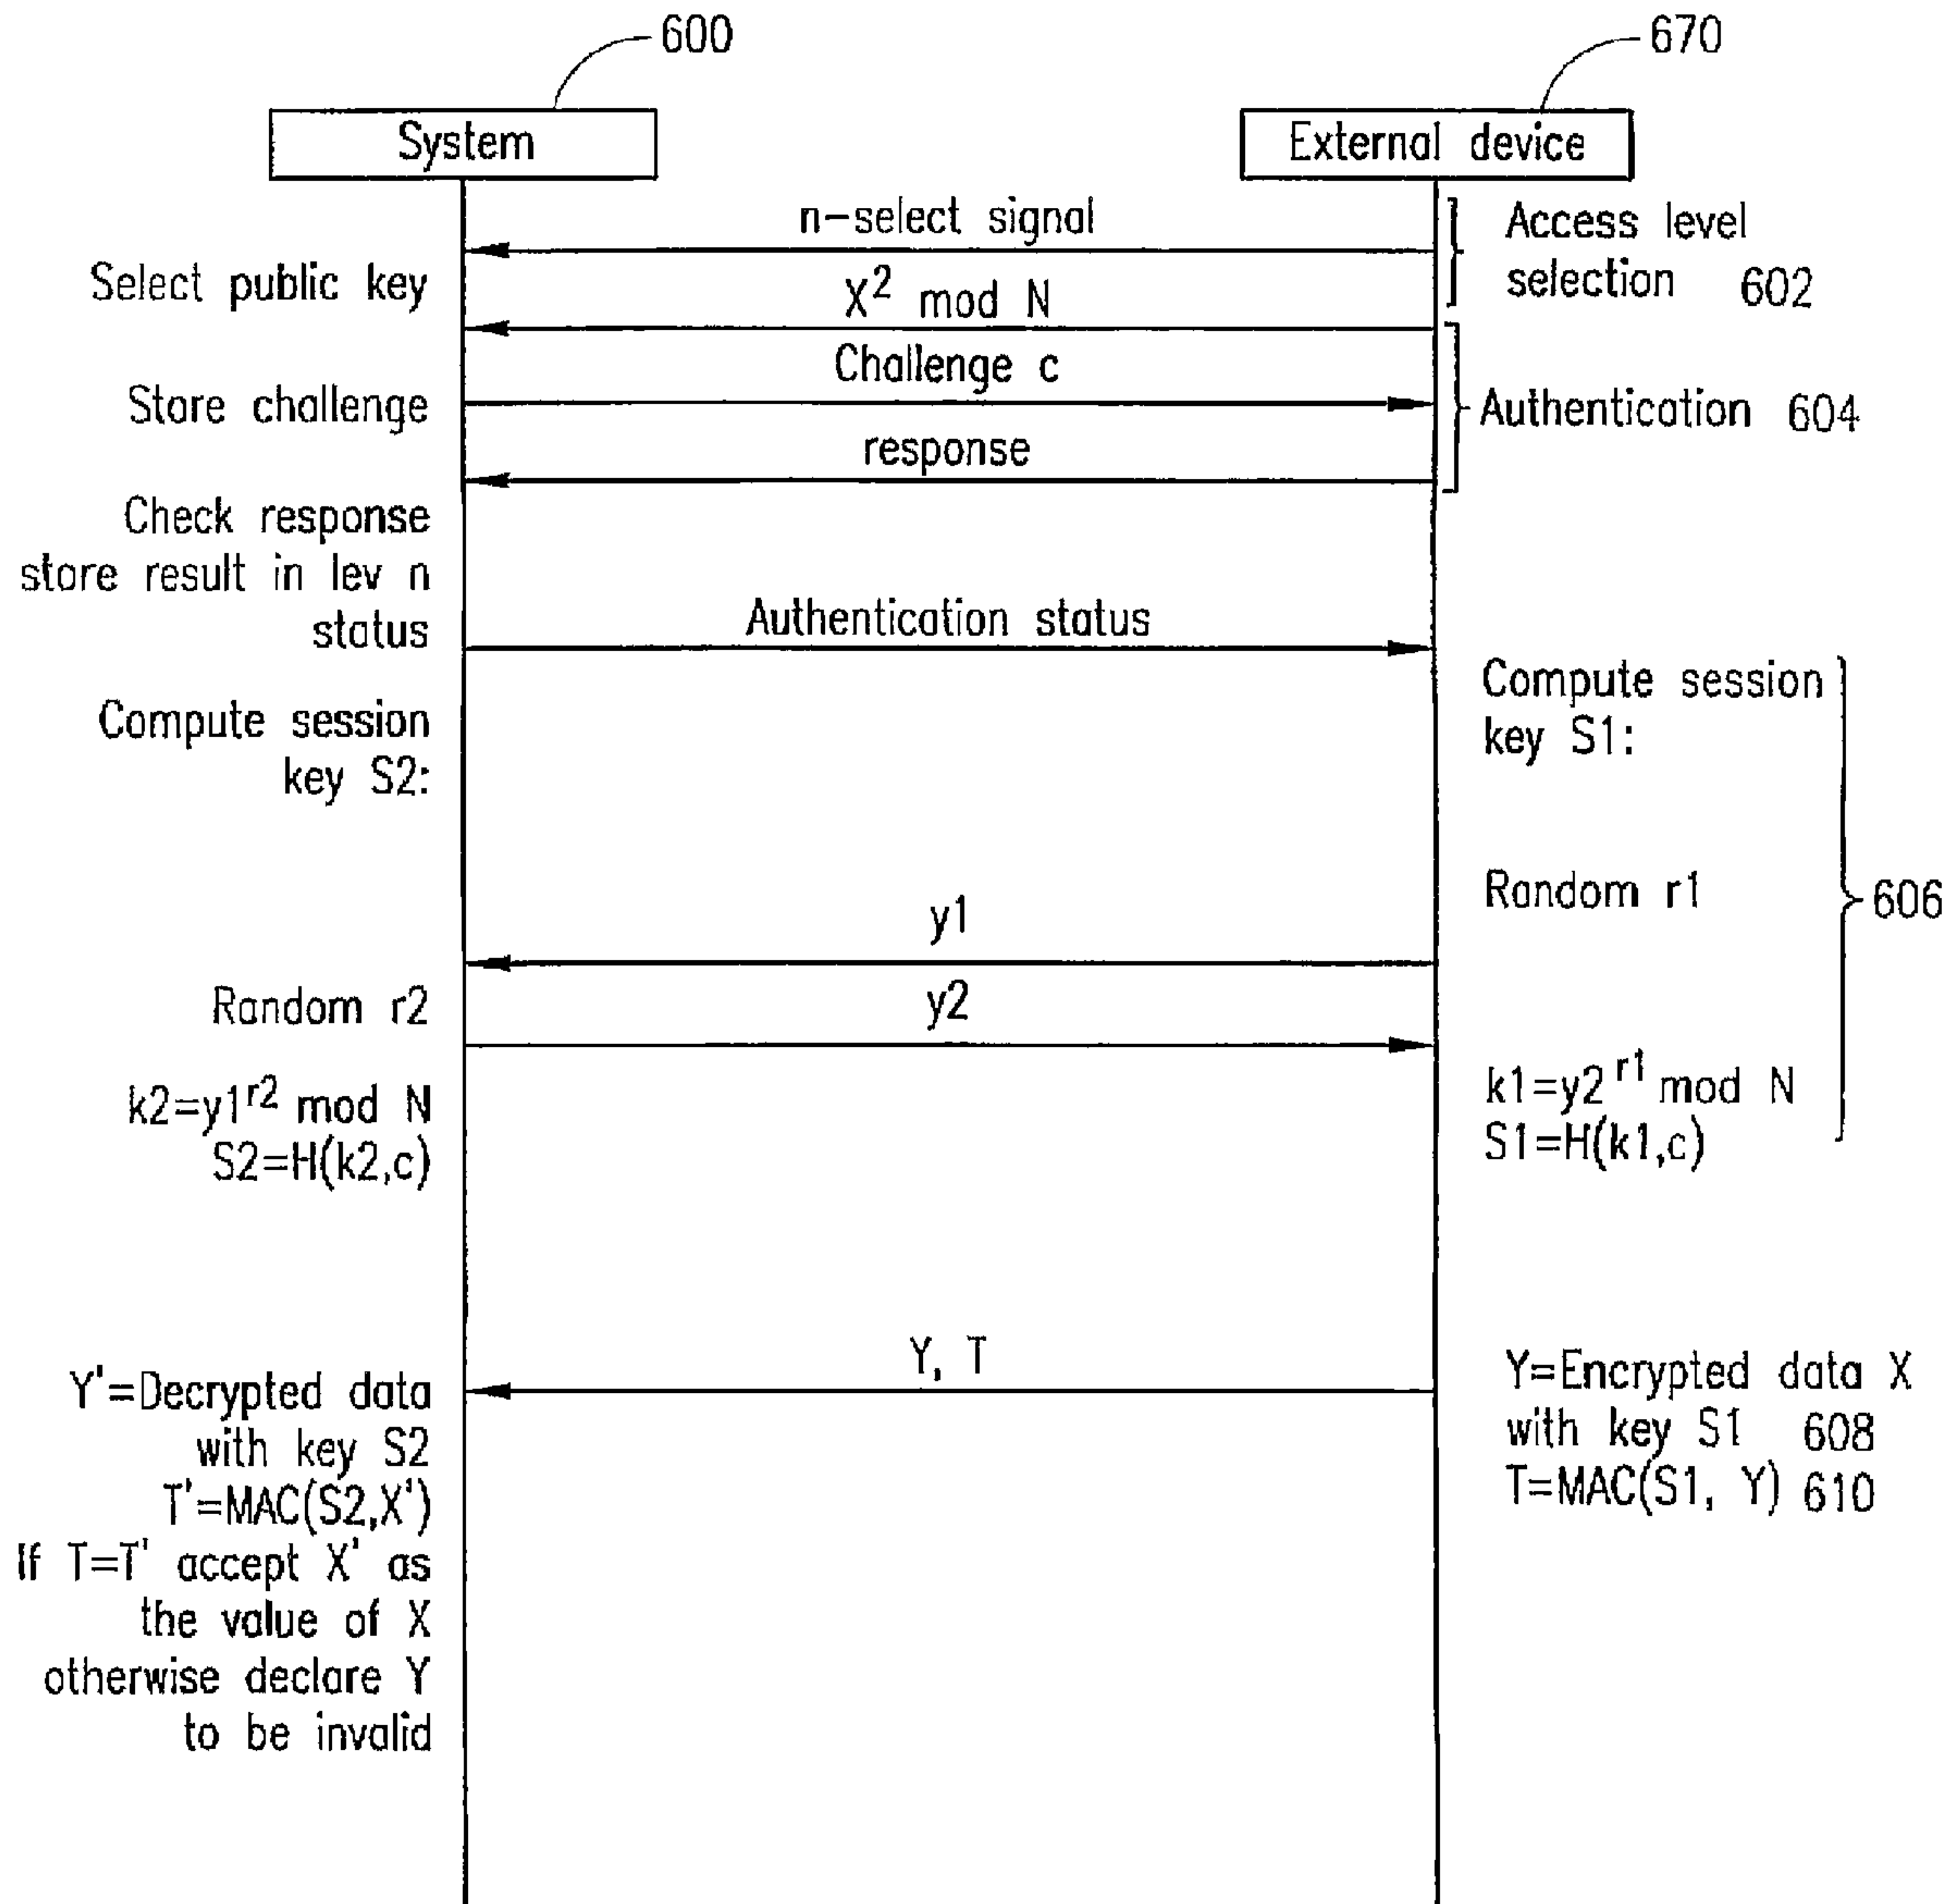 600
670
System
External device
n-select signal
Access level
selection 602
Select public key
X² mod N
Challenge c
Store challenge
Authentication 604
response
Check response
store result in lev n
status
Authentication status
Compute session
key S1:
Compute session
key S2:
Random r1
606
y1
Random r2
y2
k2=y1^r2 mod N
S2=H(k2,c)
k1=y2^r1 mod N
S1=H(k1,c)
Y, T
Y'=Decrypted data
with key S2
T'=MAC(S2,X')
If T=T' accept X' as
the value of X
otherwise declare Y
to be invalid
Y=Encrypted data X
with key S1 608
T=MAC(S1, Y) 610